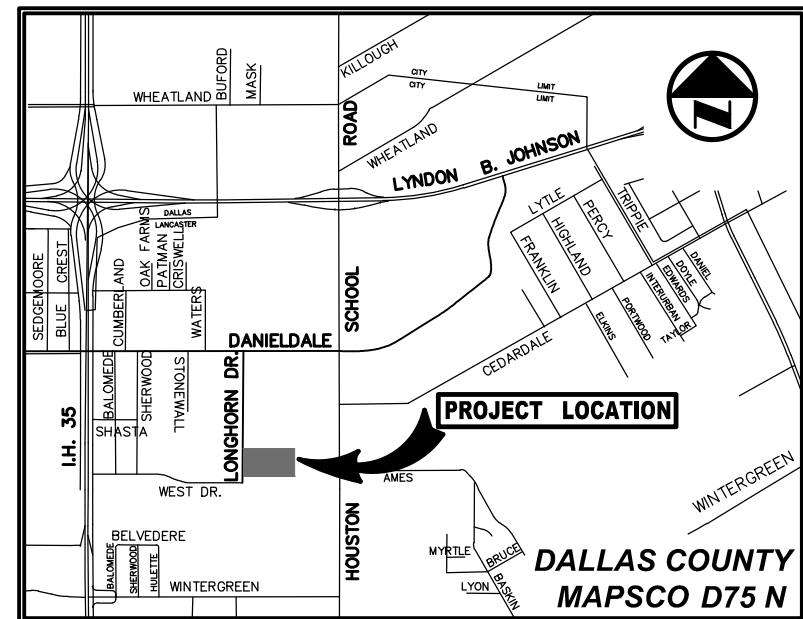 KILLOUGH
BUFORD
MASK
WHEATLAND
CITY LIMIT
CITY LIMIT
ROAD
WHEATLAND
LYNDON B. JOHNSON
N
LYTLE
TRIPPIE
PERCY
HIGHLAND
FRANKLIN
DALLAS
LANCASTER
OAK FARMS
PATMAN
CRISWELL
SEDGEMOORE
BLUE CREST
CUMBERLAND
WATERS
SCHOOL
DANIEL
DOYLE
EDWARDS
INTERURBAN
TAYLOR
PORTWOOD
ELKINS
DANIELDALE
CEDARDALE
BALOMEDE
SHERWOOD
STONEWALL
LONGHORN DR.
SHASTA
I.H. 35
PROJECT LOCATION
WEST DR.
AMES
WINTERGREEN
HOUSTON
BELVEDERE
BALOMEDE
SHERWOOD
HULETTE
WINTERGREEN
MYRTLE
BRUCE
LYON
BASKIN
DALLAS COUNTY
MAPSCO D75 N